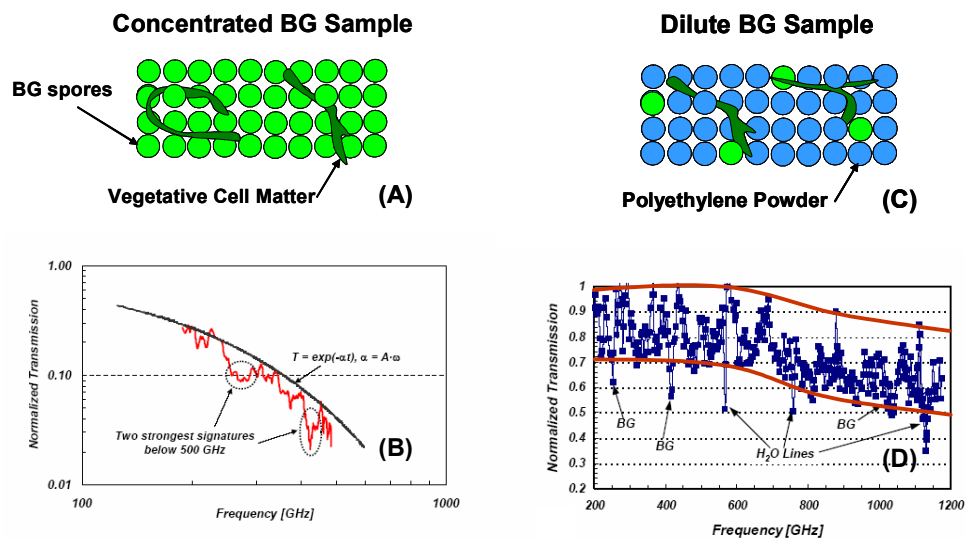 Concentrated BG Sample
BG spores
Vegetative Cell Matter
(A)
Dilute BG Sample
Polyethylene Powder
(C)
Normalized Transmission
1.00
0.10
0.01
100
1000
Frequency [GHz]
T = exp(-αt), α = A·ω
Two strongest signatures
below 500 GHz
(B)
Normalized Transmission
1
0.9
0.8
0.7
0.6
0.5
0.4
0.3
0.2
200
400
600
800
1000
1200
Frequency [GHz]
BG
BG
H2O Lines
BG
(D)